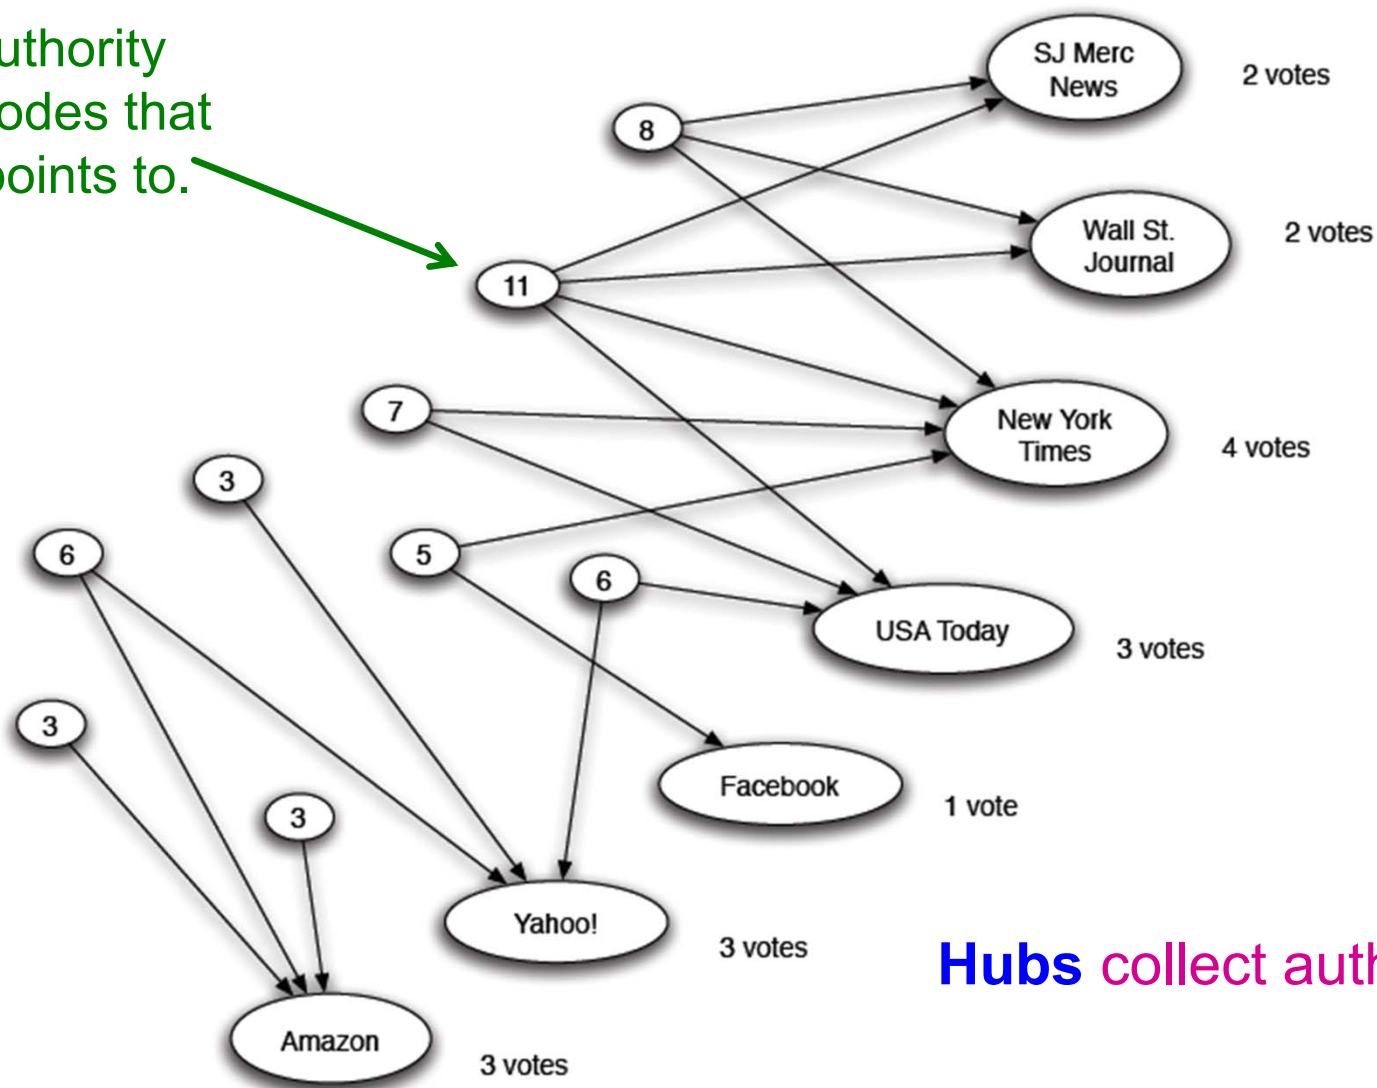 uthority
odes that
points to.
SJ Merc
News
2 votes
8
Wall St.
Journal
2 votes
11
7
New York
Times
4 votes
3
6
5
6
USA Today
3 votes
3
Facebook
1 vote
3
Yahoo!
3 votes
Hubs collect auth
Amazon
3 votes